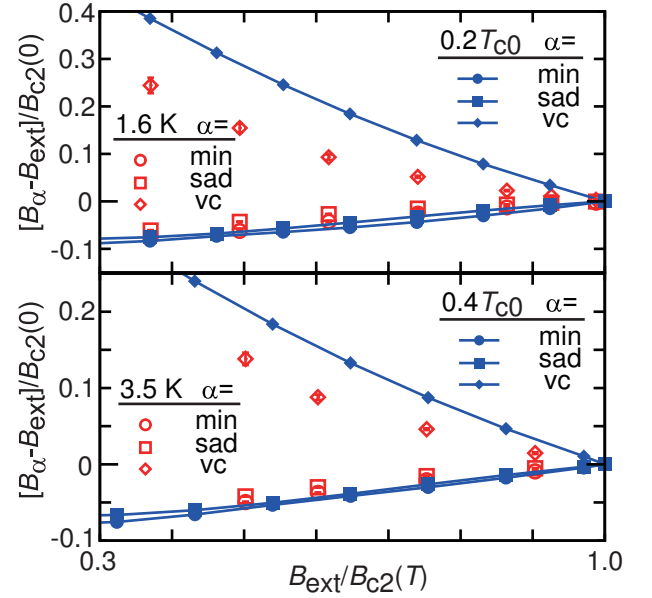 0.4
0.2T_C0 α=
min
0.3
sad
vc
0.2
1.6 K α=
min
0.1
sad
vc
0
-0.1
[B_α-B_ext]/B_c2(0)
0.4T_C0 α=
0.2
min
sad
vc
0.1
3.5 K α=
min
sad
0
vc
-0.1
[B_α-B_ext]/B_c2(0)
0.3
1.0
B_ext/B_c2(T)